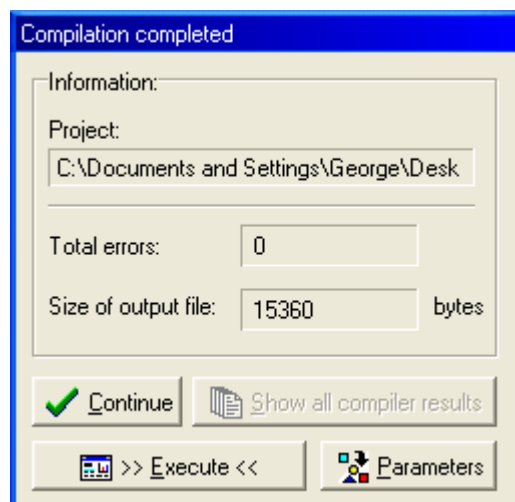 Compilation completed
Information:
Project:
C:\Documents and Settings\George\Desk
Total errors: 0
Size of output file: 15360 bytes
Continue Show all compiler results
>> Execute << Parameters